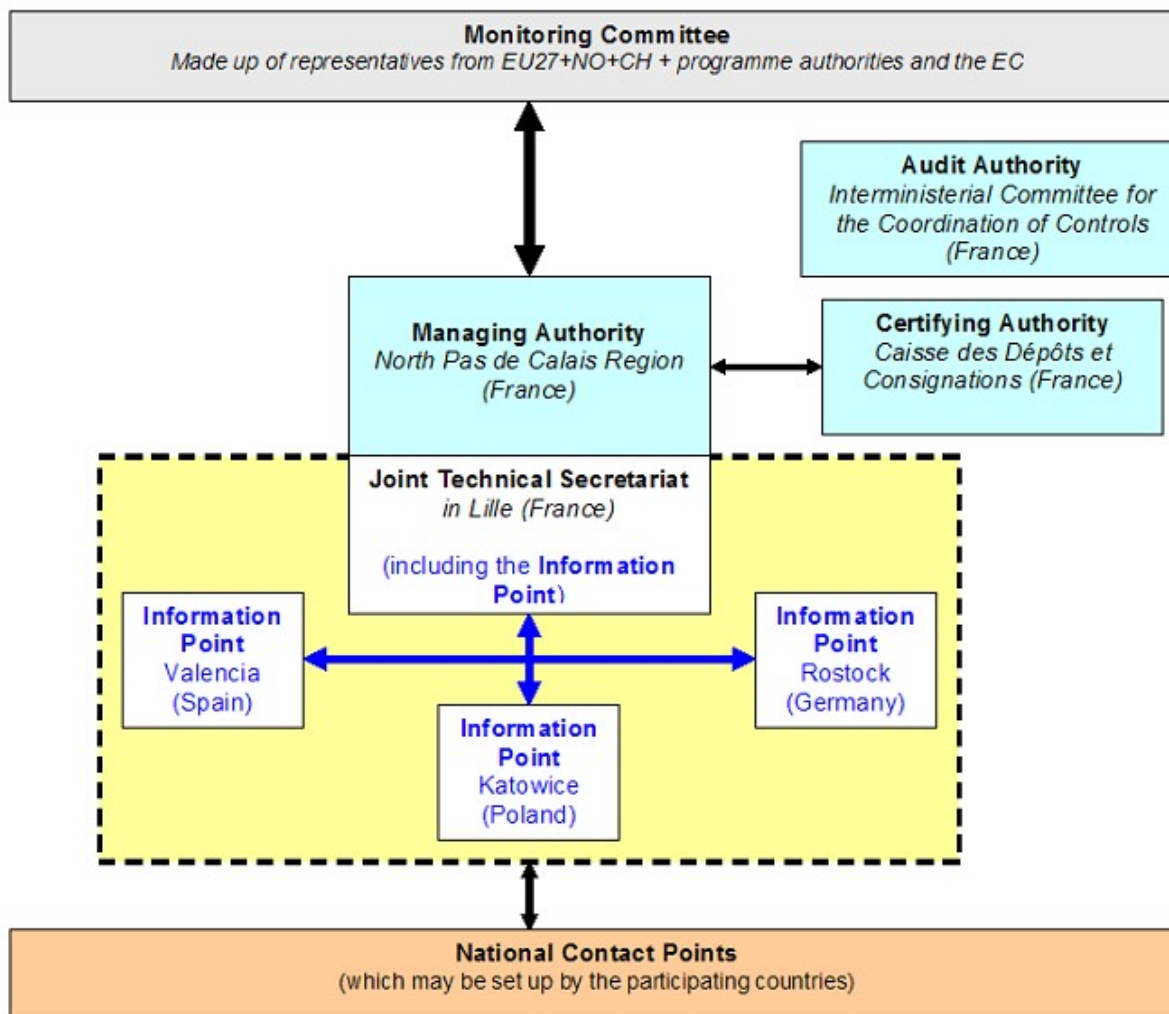 Monitoring Committee
Made up of representatives from EU27+NO+CH + programme authorities and the EC
Audit Authority
Interministerial Committee for
the Coordination of Controls
(France)
Managing Authority
North Pas de Calais Region
(France)
Certifying Authority
Caisse des Dépôts et
Consignations (France)
Joint Technical Secretariat
in Lille (France)
(including the Information
Point)
Information
Point
Valencia
(Spain)
Information
Point
Rostock
(Germany)
Information
Point
Katowice
(Poland)
National Contact Points
(which may be set up by the participating countries)